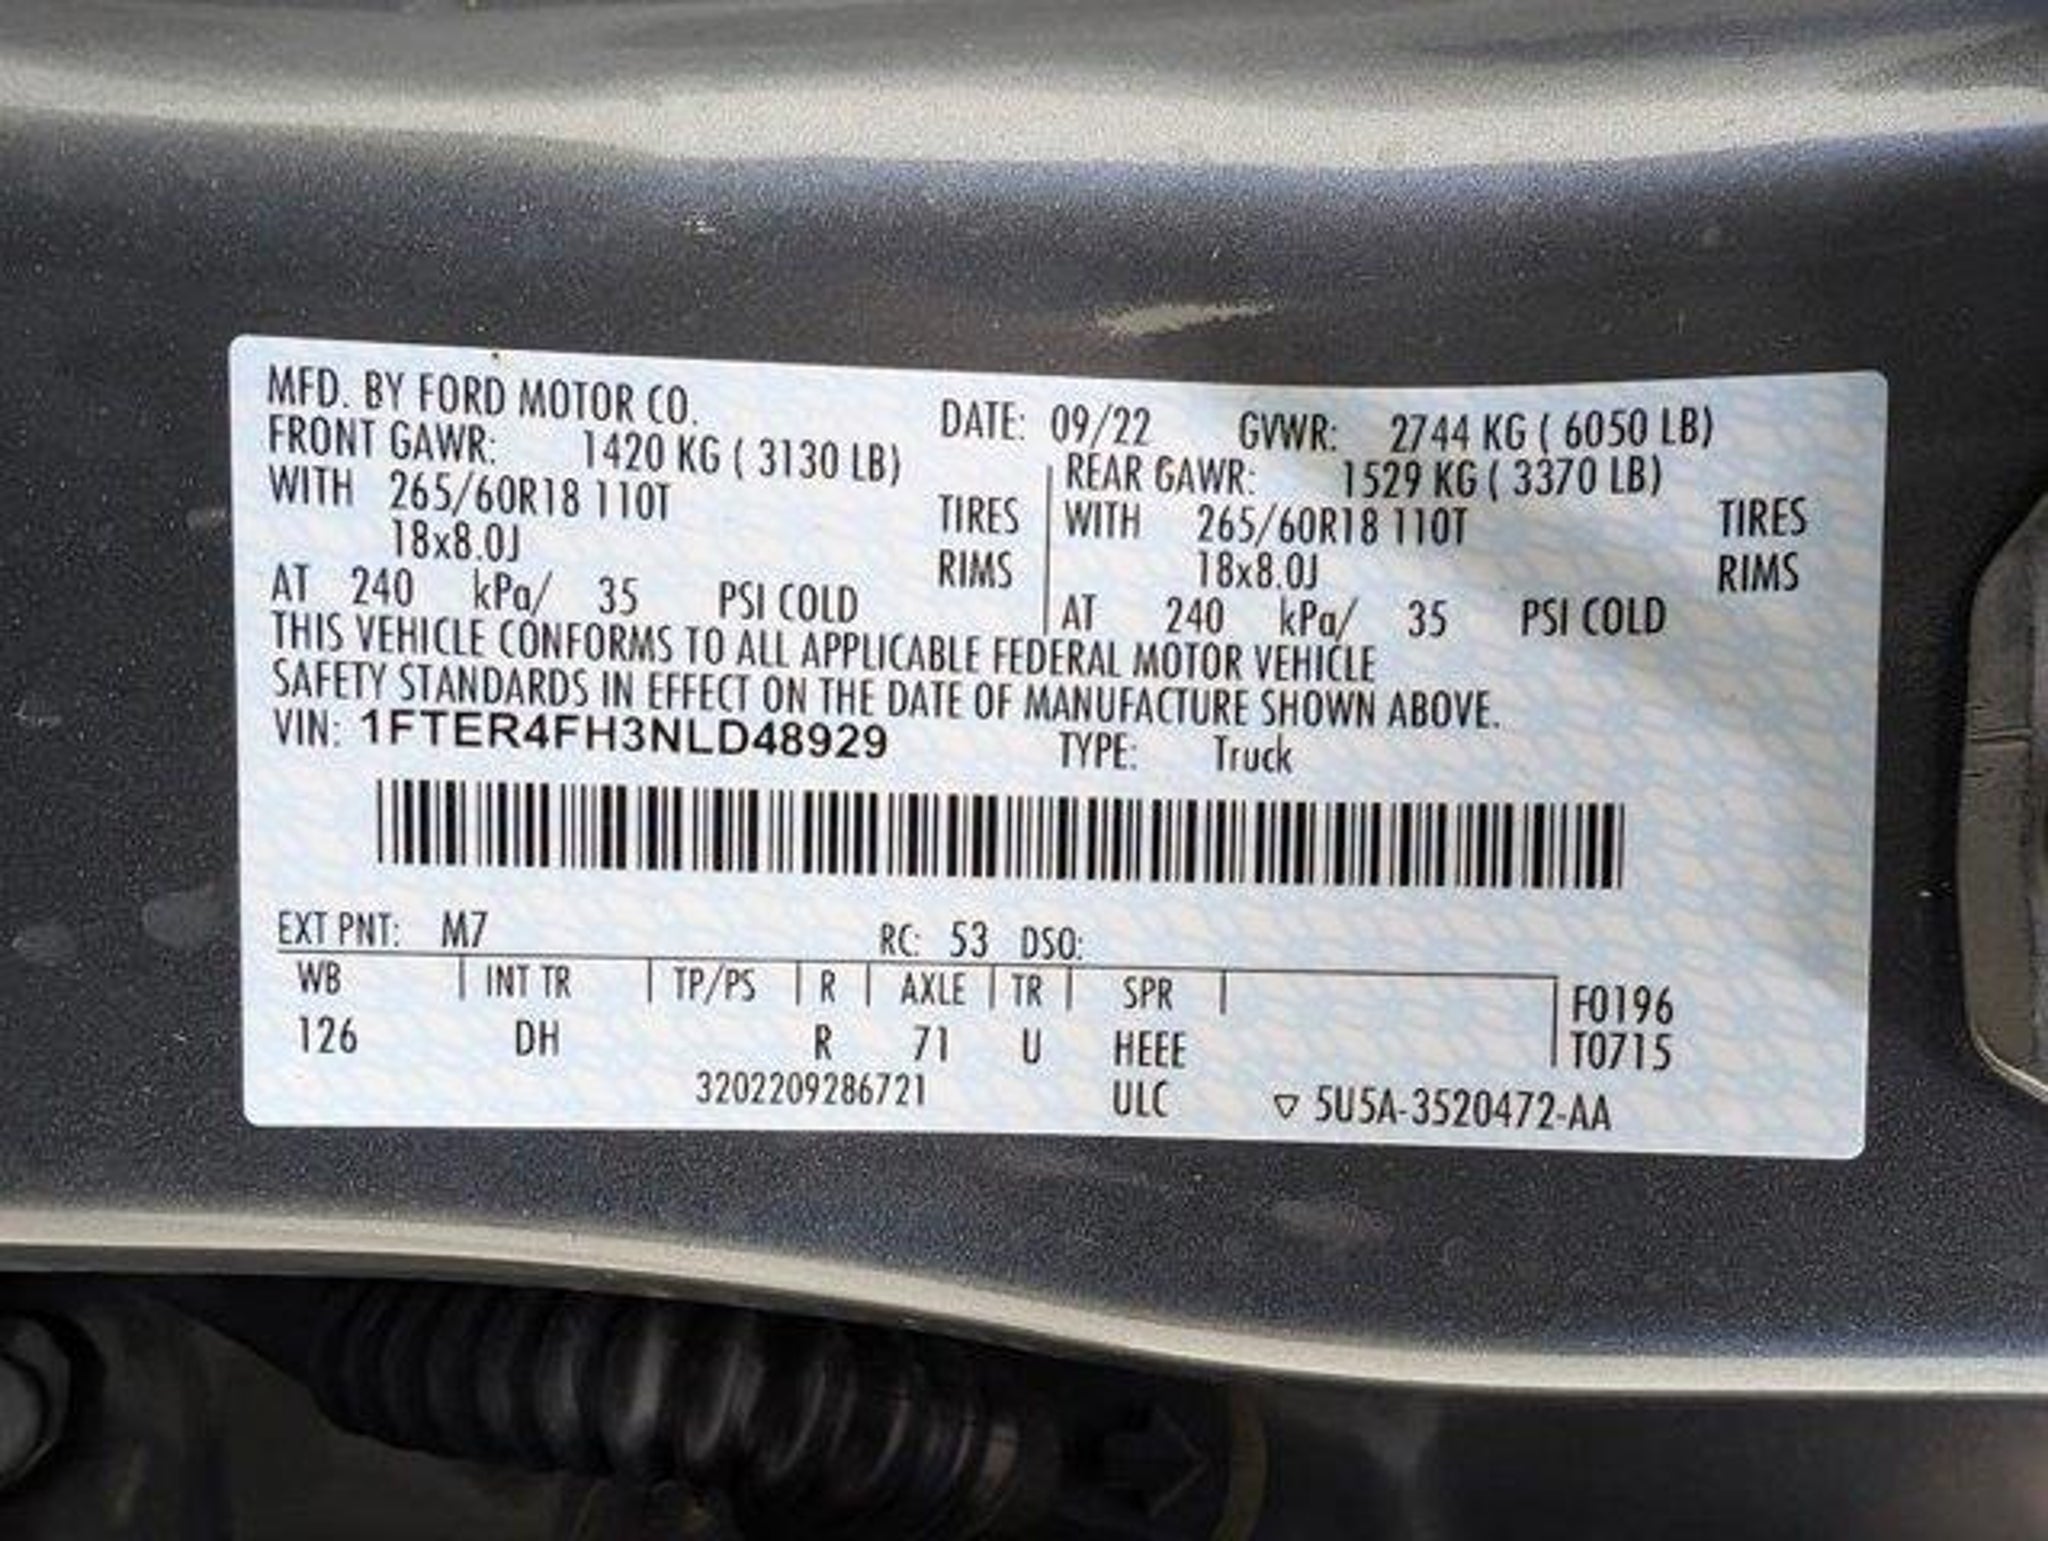 MFD. BY FORD MOTOR CO. DATE: 09/22 GVWR: 2744 KG ( 6050 LB)
FRONT GAWR: 1420 KG ( 3130 LB) REAR GAWR: 1529 KG ( 3370 LB)
WITH 265/60R18 110T TIRES WITH 265/60R18 110T TIRES
18x8.0J RIMS 18x8.0J RIMS
AT 240 kPa/ 35 PSI COLD AT 240 kPa/ 35 PSI COLD
THIS VEHICLE CONFORMS TO ALL APPLICABLE FEDERAL MOTOR VEHICLE
SAFETY STANDARDS IN EFFECT ON THE DATE OF MANUFACTURE SHOWN ABOVE.
VIN: 1FTER4FH3NLD48929 TYPE: Truck
EXT PNT: M7 RC: 53 DSO:
WB INT TR TP/PS R AXLE TR SPR F0196
126 DH R 71 U HEEE T0715
3202209286721 ULC ▽ 5U5A-3520472-AA